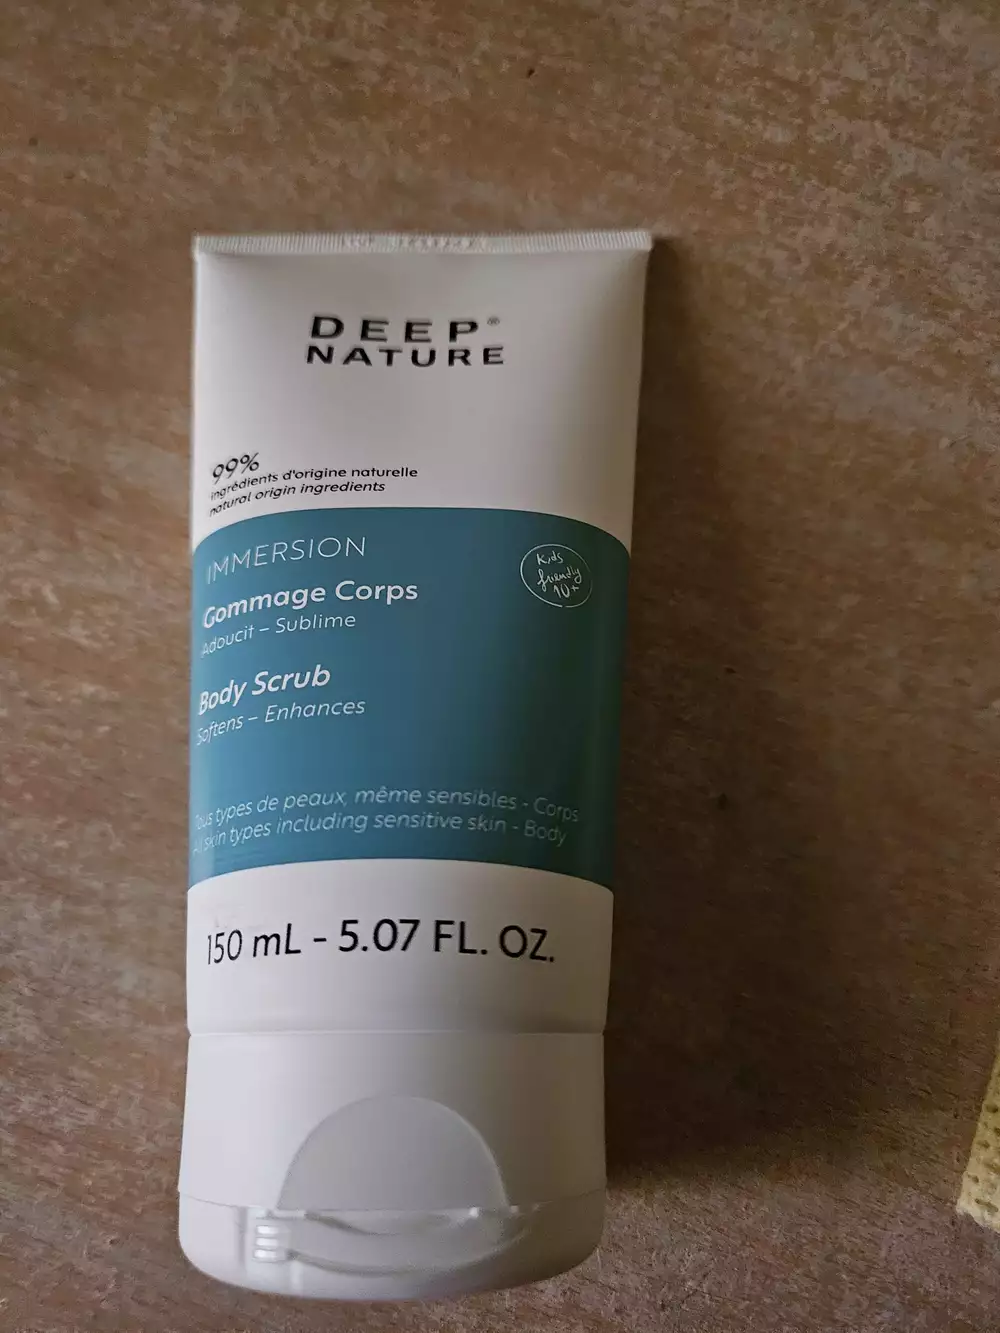 DEEP®
NATURE
99%
ingrédients d'origine naturelle
natural origin ingredients
IMMERSION
Kids
friendly
10+
Gommage Corps
Adoucit – Sublime
Body Scrub
Softens – Enhances
Tous types de peaux, même sensibles - Corps
All skin types including sensitive skin - Body
150 mL - 5.07 FL. OZ.